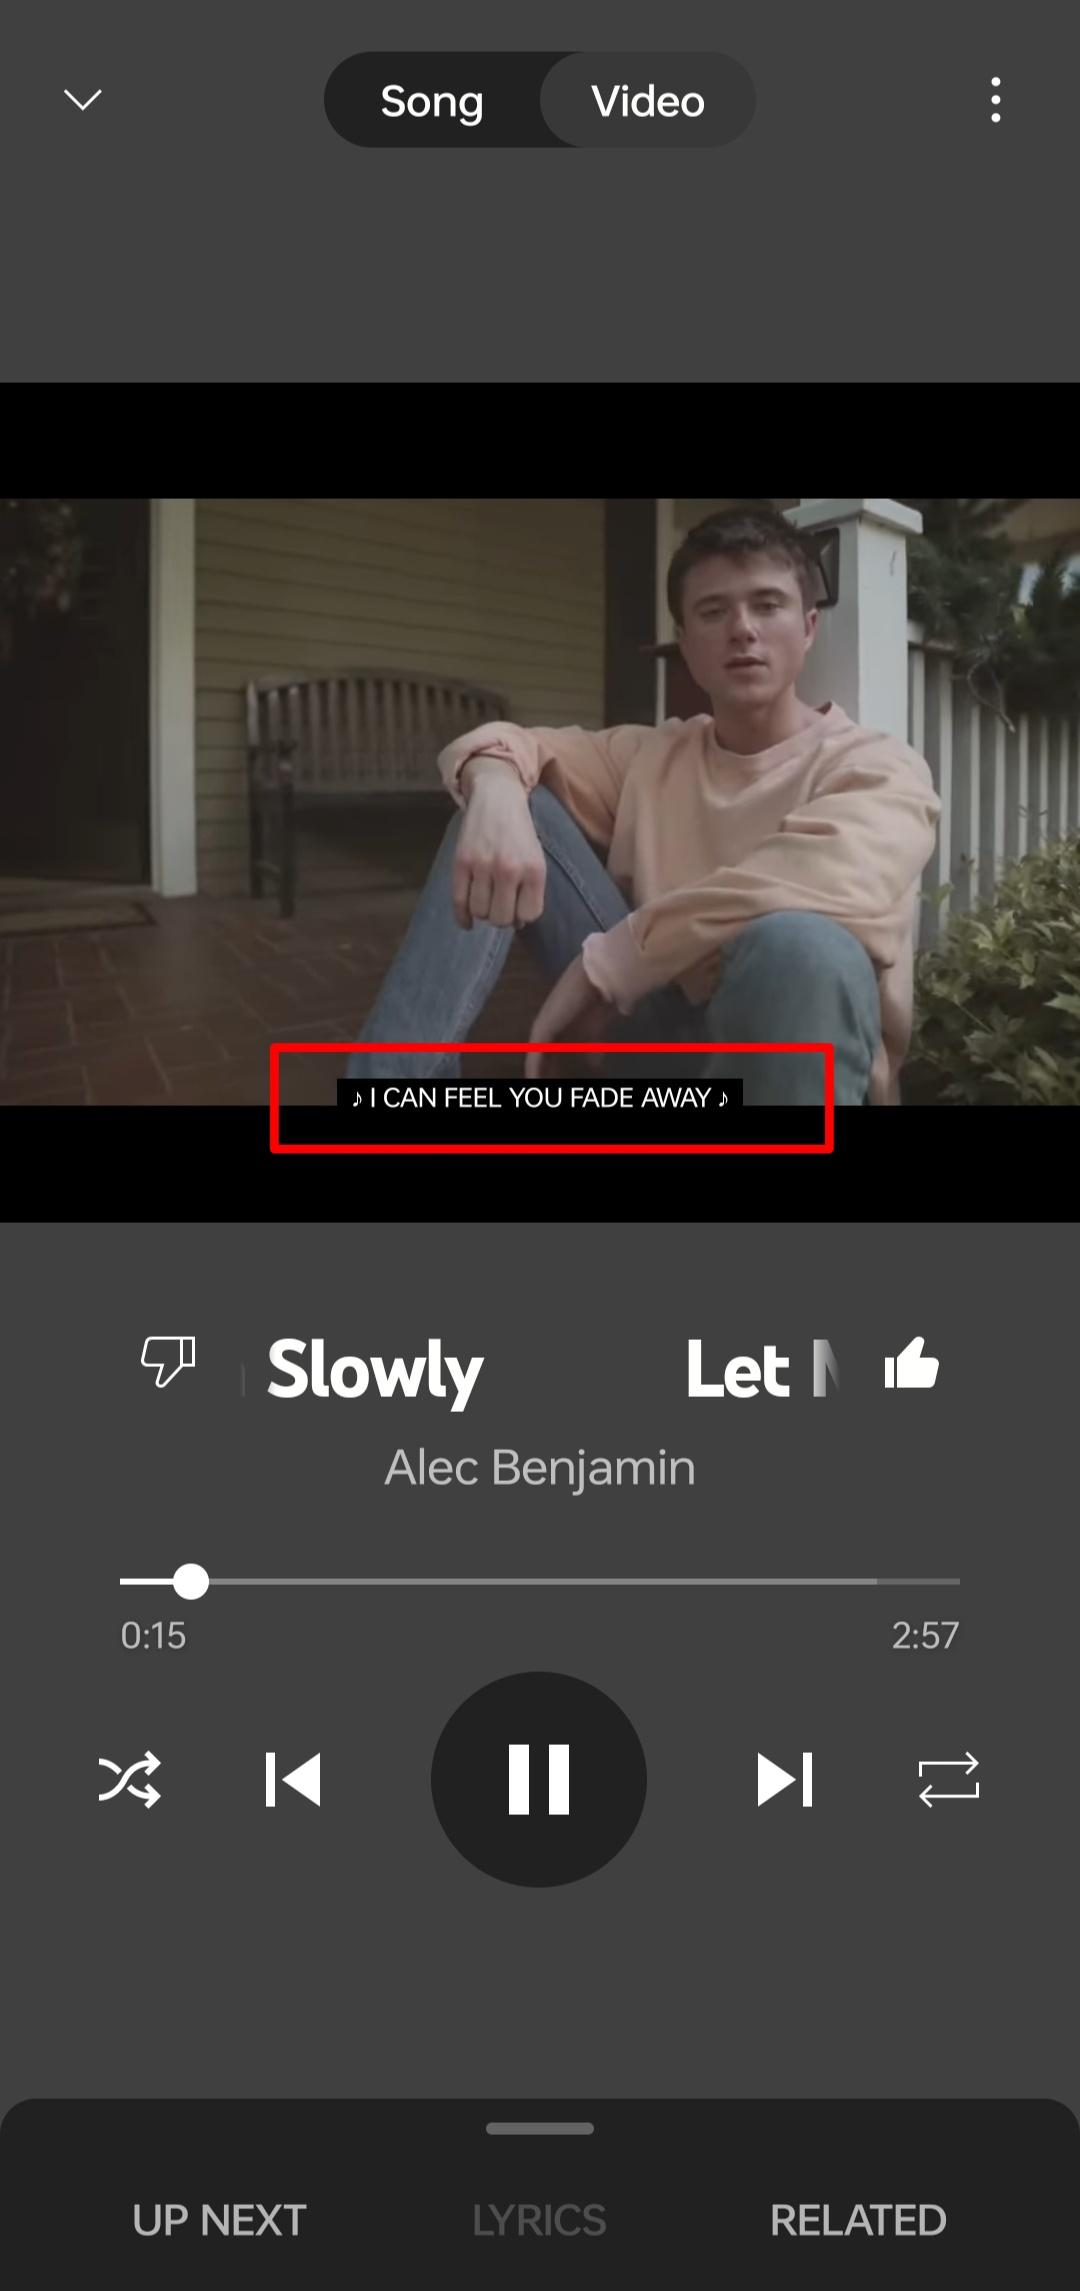 Song Video
♪ I CAN FEEL YOU FADE AWAY ♪
Slowly Let
Alec Benjamin
0:15 2:57
UP NEXT LYRICS RELATED